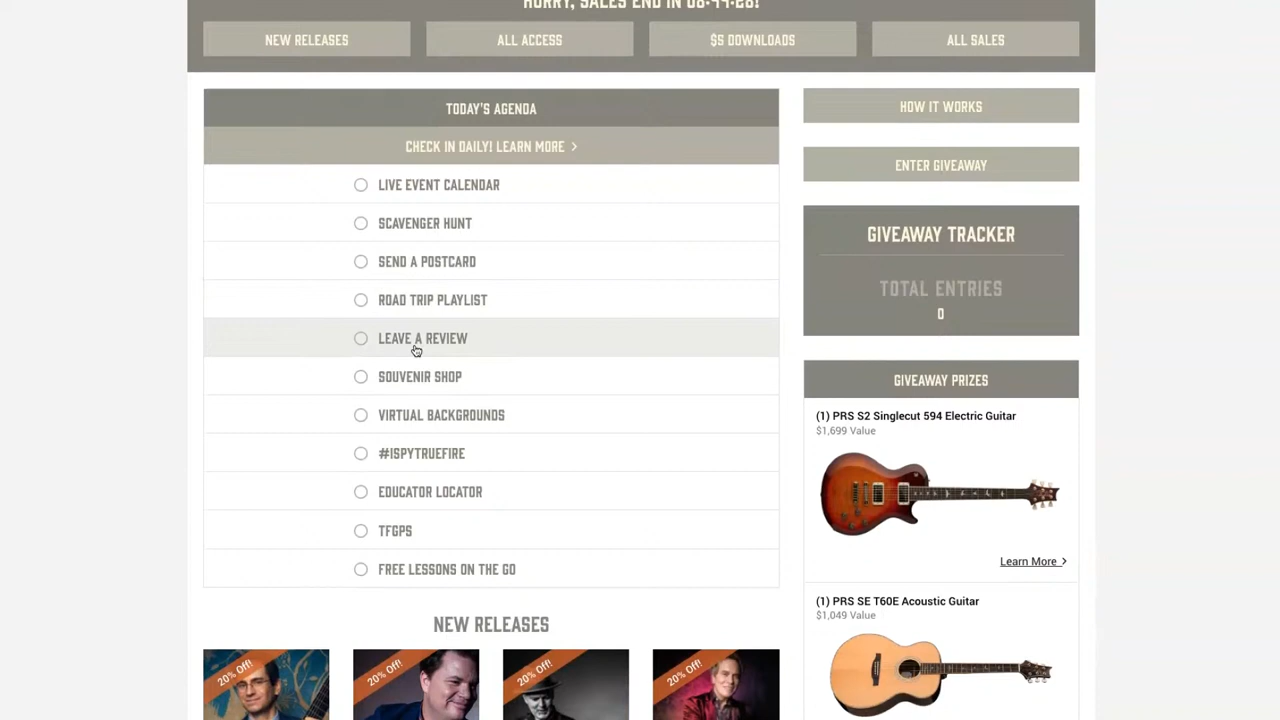 HURRY, SALES END IN
NEW RELEASES
ALL ACCESS
$5 DOWNLOADS
ALL SALES
TODAY'S AGENDA
CHECK IN DAILY! LEARN MORE >
LIVE EVENT CALENDAR
SCAVENGER HUNT
SEND A POSTCARD
ROAD TRIP PLAYLIST
LEAVE A REVIEW
SOUVENIR SHOP
VIRTUAL BACKGROUNDS
#ISPYTRUEFIRE
EDUCATOR LOCATOR
TFGPS
FREE LESSONS ON THE GO
NEW RELEASES
20% Off!
20% Off!
20% Off!
20% Off!
HOW IT WORKS
ENTER GIVEAWAY
GIVEAWAY TRACKER
TOTAL ENTRIES
0
GIVEAWAY PRIZES
(1) PRS S2 Singlecut 594 Electric Guitar
$1,699 Value
Learn More >
(1) PRS SE T60E Acoustic Guitar
$1,049 Value